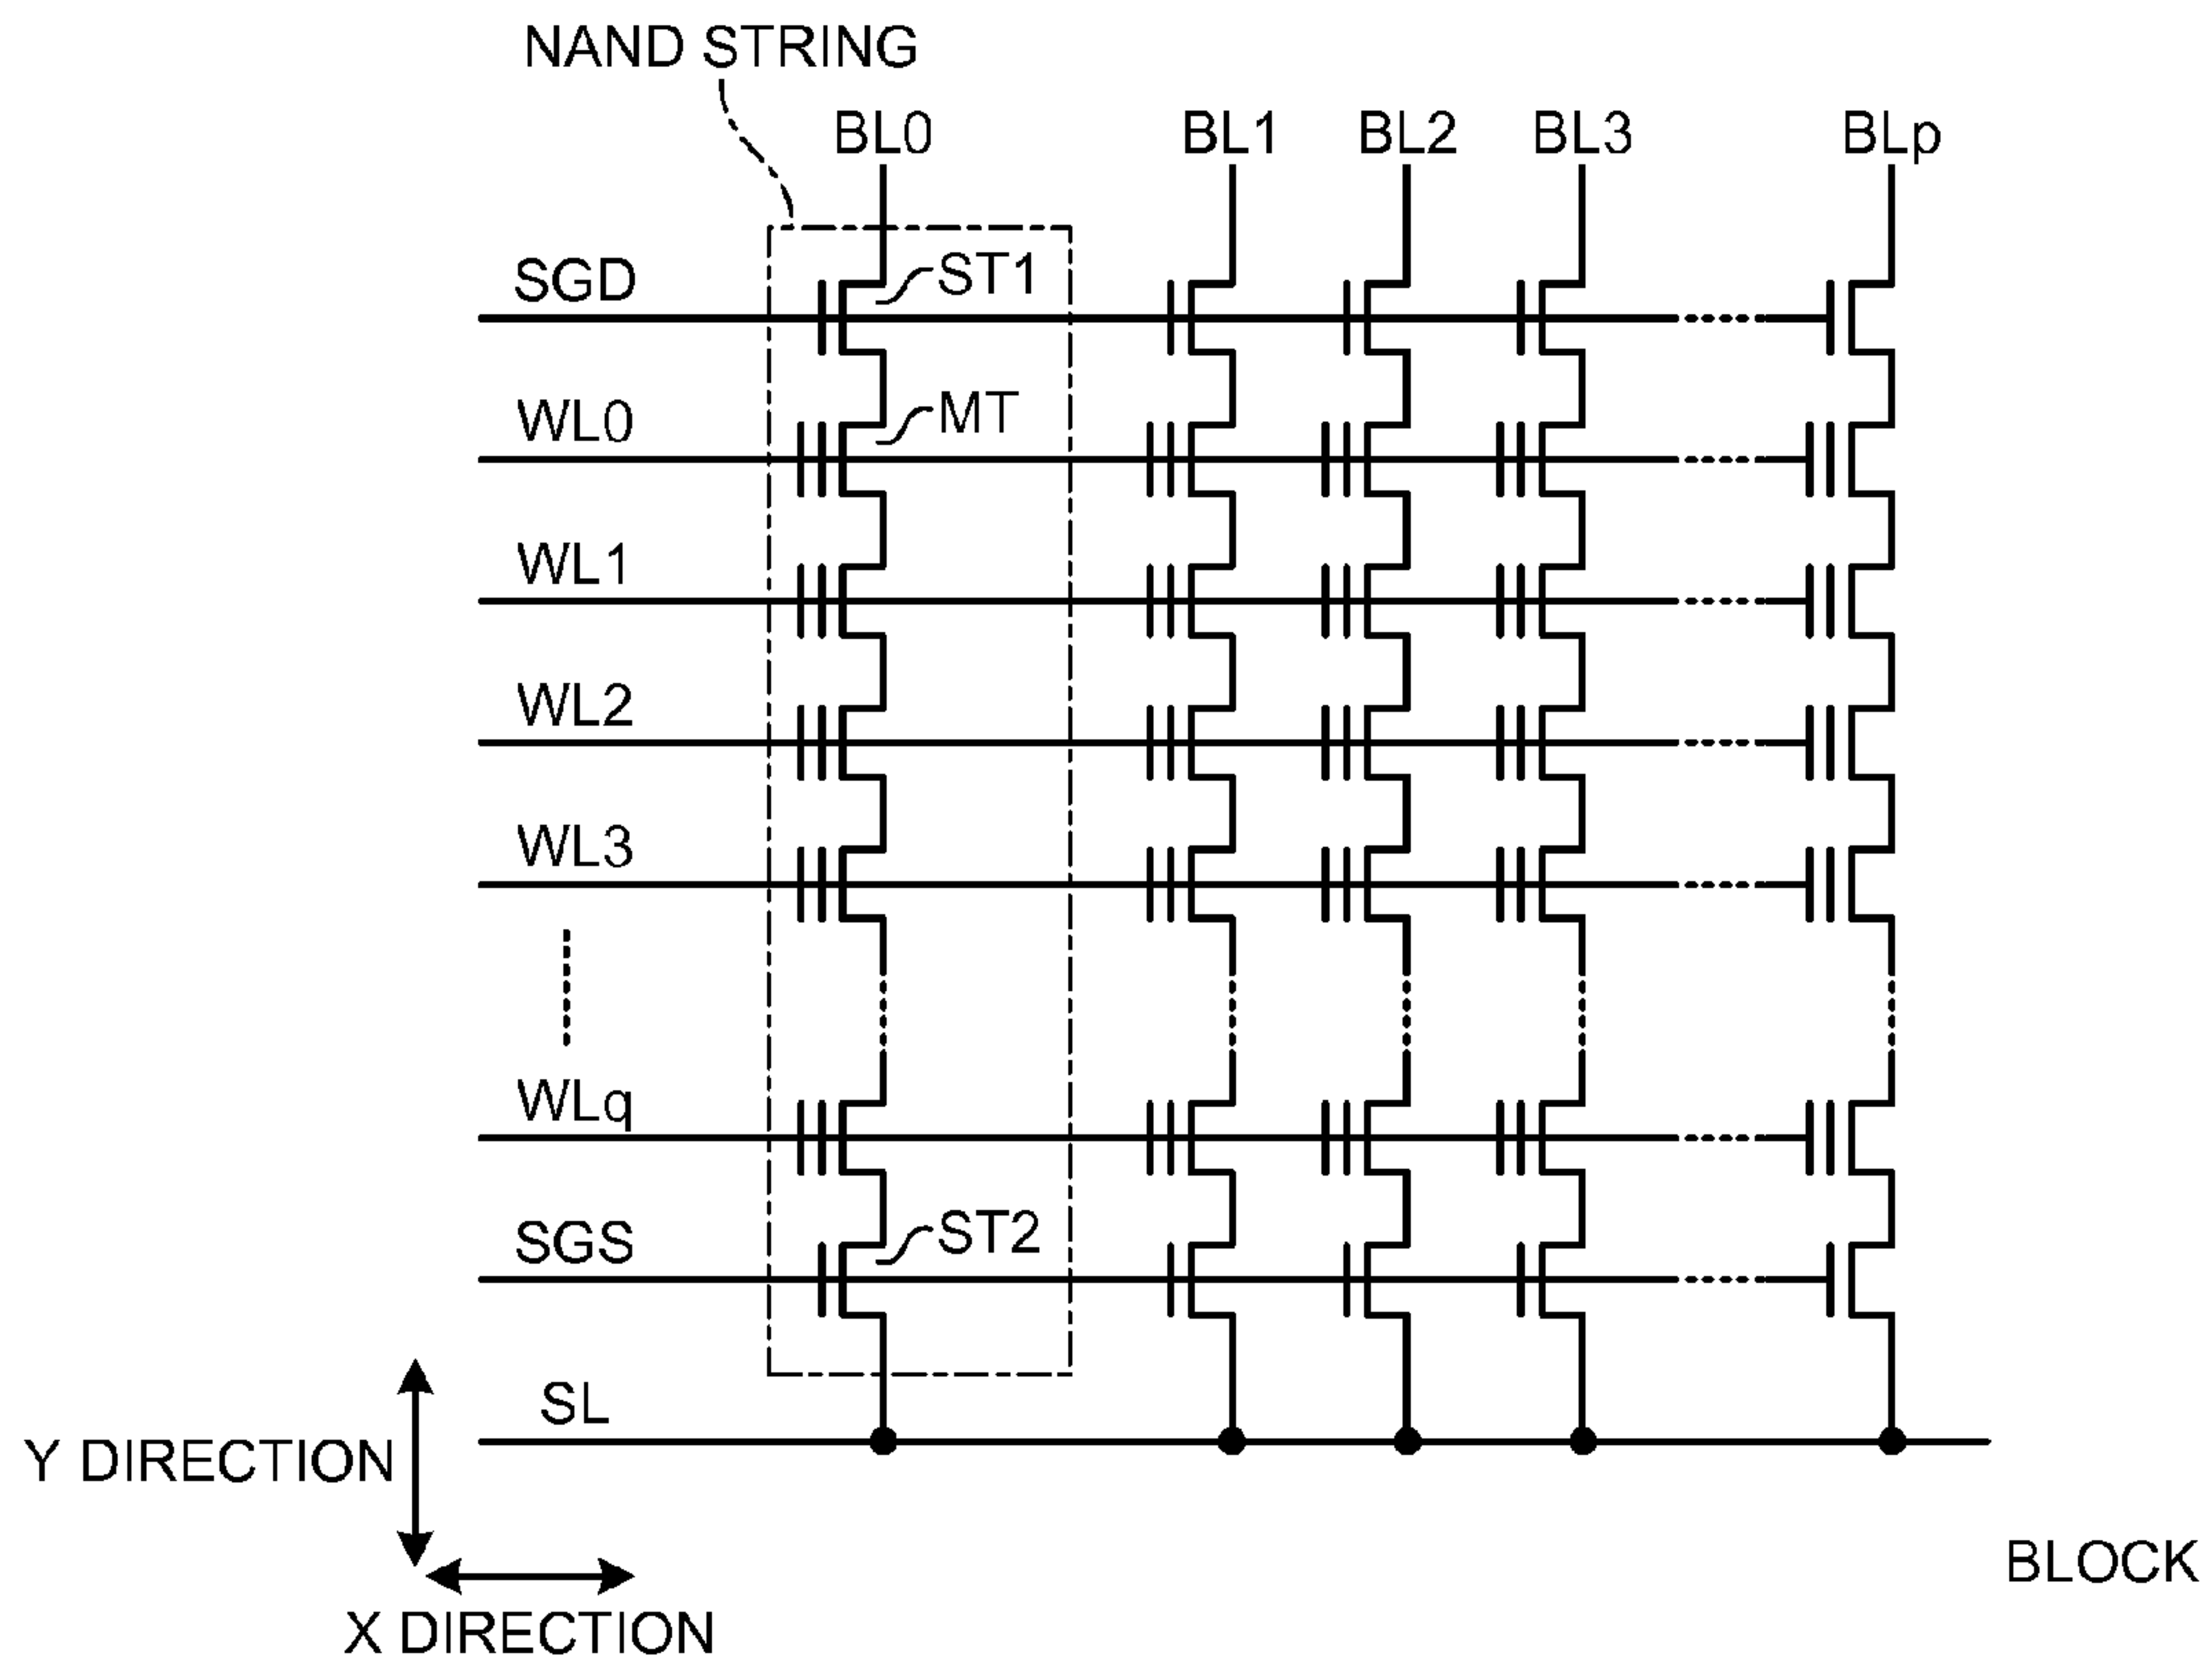 NAND STRING
BL0
BL1
BL2
BL3
BLp
SGD
ST1
WL0
MT
WL1
WL2
WL3
WLq
SGS
ST2
SL
Y DIRECTION
X DIRECTION
BLOCK